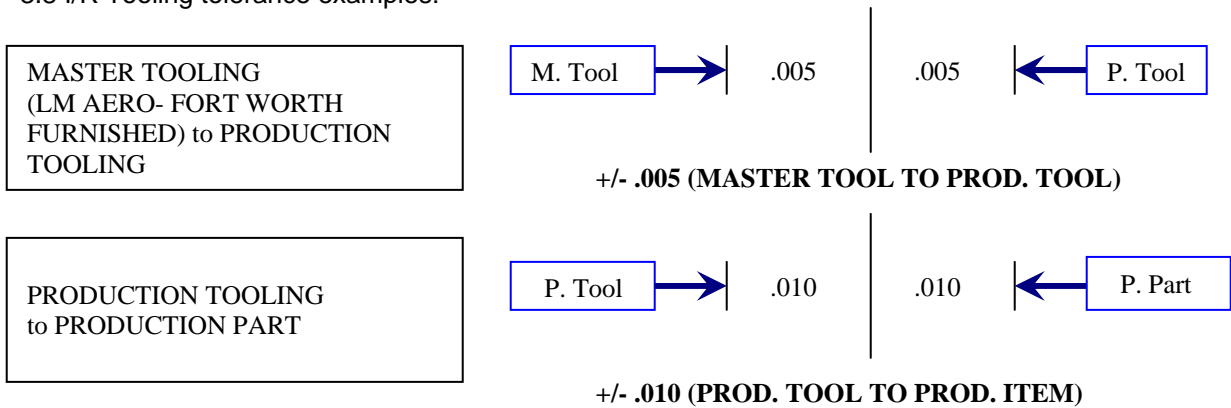 MASTER TOOLING
(LM AERO- FORT WORTH
FURNISHED) to PRODUCTION
TOOLING
M. Tool .005 .005 P. Tool
+/- .005 (MASTER TOOL TO PROD. TOOL)
PRODUCTION TOOLING
to PRODUCTION PART
P. Tool .010 .010 P. Part
+/- .010 (PROD. TOOL TO PROD. ITEM)